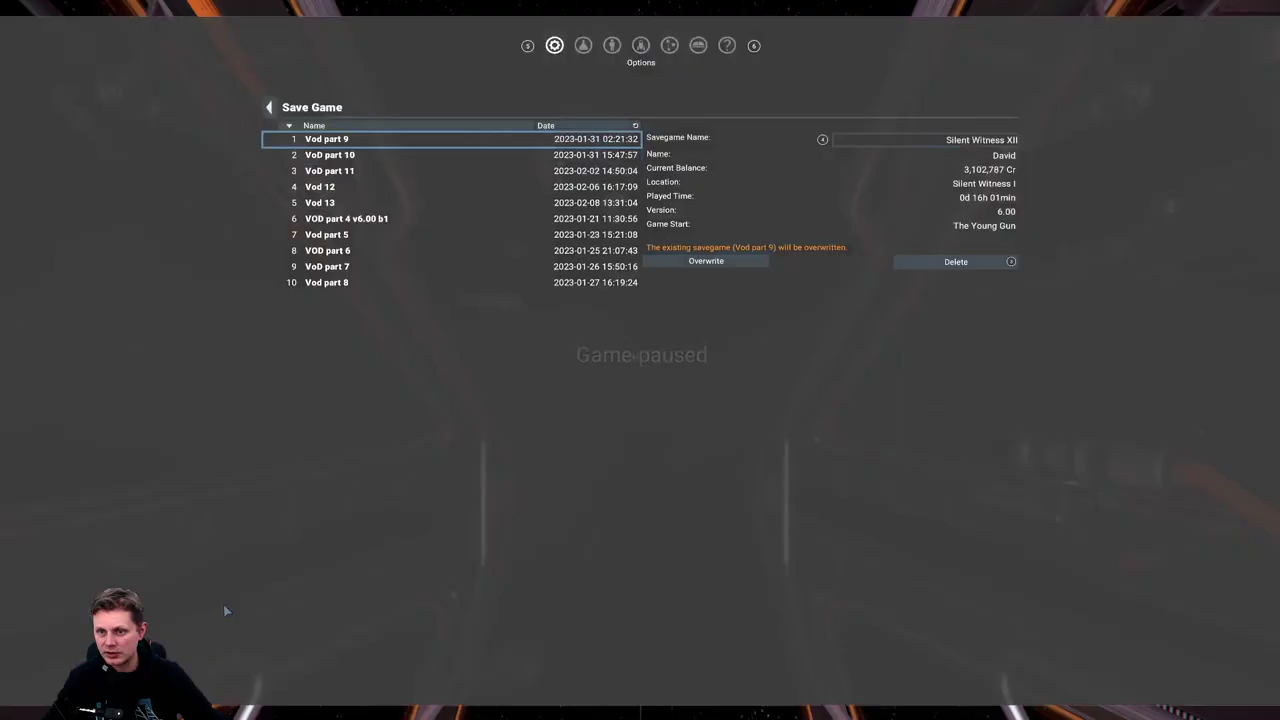 5
6
Options
Save Game
Name Date
1 Vod part 9 2023-01-31 02:21:32
2 VoD part 10 2023-01-31 15:47:57
3 VoD part 11 2023-02-02 14:50:04
4 Vod 12 2023-02-06 16:17:09
5 Vod 13 2023-02-08 13:31:04
6 VOD part 4 v6.00 b1 2023-01-21 11:30:56
7 Vod part 5 2023-01-23 15:21:08
8 VOD part 6 2023-01-25 21:07:43
9 VoD part 7 2023-01-26 15:50:16
10 Vod part 8 2023-01-27 16:19:24
Savegame Name: 4 Silent Witness XII
Name: David
Current Balance: 3,102,787 Cr
Location: Silent Witness I
Played Time: 0d 16h 01min
Version: 6.00
Game Start: The Young Gun
The existing savegame (Vod part 9) will be overwritten.
Overwrite Delete 3
Game paused